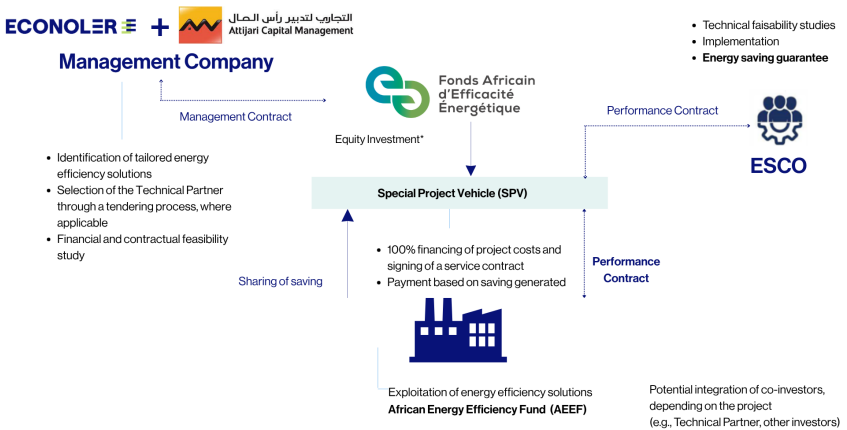 ECONOLER
+
التجاري لتدبير رأس المال
Attijari Capital Management
Management Company
Management Contract
• Identification of tailored energy
efficiency solutions
• Selection of the Technical Partner
through a tendering process, where
applicable
• Financial and contractual feasibility
study
Fonds Africain
d'Efficacité
Énergétique
Equity Investment*
• Technical faisability studies
• Implementation
• Energy saving guarantee
Performance Contract
ESCO
Special Project Vehicle (SPV)
• 100% financing of project costs and
signing of a service contract
• Payment based on saving generated
Sharing of saving
Performance
Contract
Exploitation of energy efficiency solutions
African Energy Efficiency Fund (AEEF)
Potential integration of co-investors,
depending on the project
(e.g., Technical Partner, other investors)